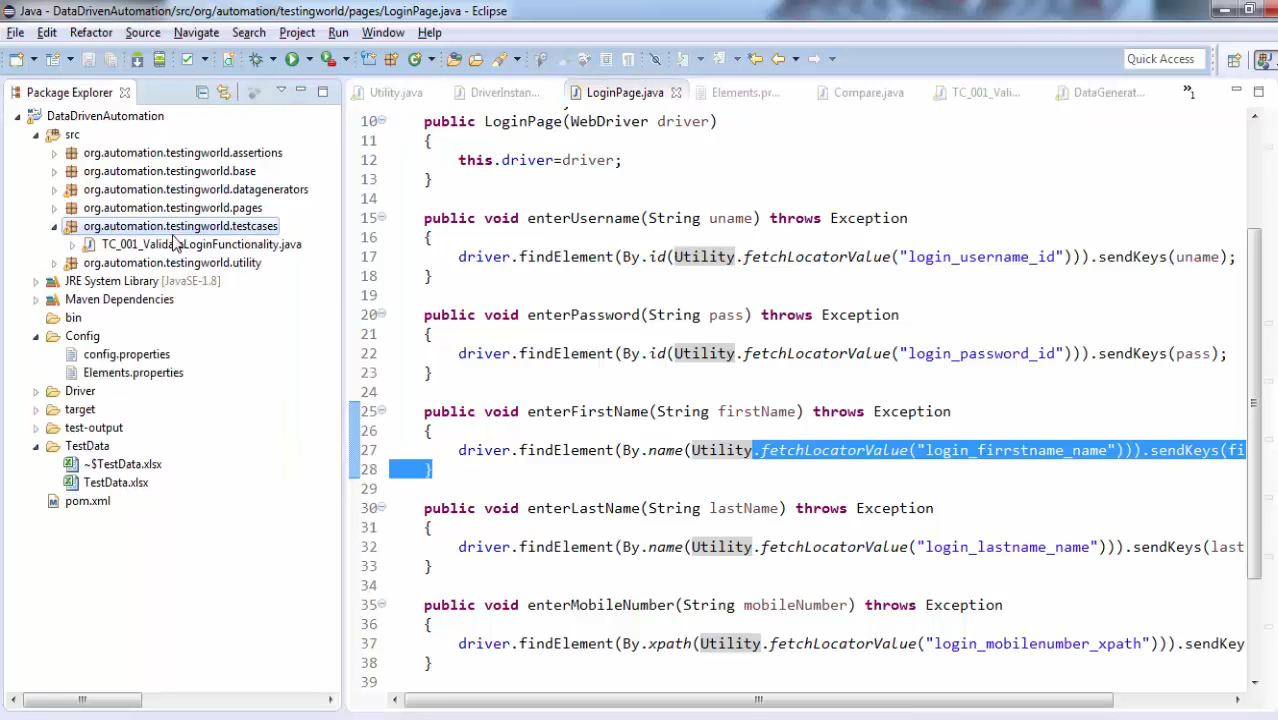 Java - DataDrivenAutomation/src/org/automation/testingworld/pages/LoginPage.java - Eclipse
File Edit Refactor Source Navigate Search Project Run Window Help
Quick Access
Package Explorer
Utility.java
DriverInstan...
LoginPage.java
Elements.pr...
Compare.java
TC_001_Vali...
DataGenerat...
»1
DataDrivenAutomation
src
org.automation.testingworld.assertions
org.automation.testingworld.base
org.automation.testingworld.datagenerators
org.automation.testingworld.pages
org.automation.testingworld.testcases
TC_001_ValidateLoginFunctionality.java
org.automation.testingworld.utility
JRE System Library [JavaSE-1.8]
Maven Dependencies
bin
Config
config.properties
Elements.properties
Driver
target
test-output
TestData
~$TestData.xlsx
TestData.xlsx
pom.xml
10 public LoginPage(WebDriver driver)
11 {
12 this.driver=driver;
13 }
14
15 public void enterUsername(String uname) throws Exception
16 {
17 driver.findElement(By.id(Utility.fetchLocatorValue("login_username_id"))).sendKeys(uname);
18 }
19
20 public void enterPassword(String pass) throws Exception
21 {
22 driver.findElement(By.id(Utility.fetchLocatorValue("login_password_id"))).sendKeys(pass);
23 }
24
25 public void enterFirstName(String firstName) throws Exception
26 {
27 driver.findElement(By.name(Utility.fetchLocatorValue("login_firrstname_name"))).sendKeys(fi
28 }
29
30 public void enterLastName(String lastName) throws Exception
31 {
32 driver.findElement(By.name(Utility.fetchLocatorValue("login_lastname_name"))).sendKeys(last
33 }
34
35 public void enterMobileNumber(String mobileNumber) throws Exception
36 {
37 driver.findElement(By.xpath(Utility.fetchLocatorValue("login_mobilenumber_xpath"))).sendKey
38 }
39